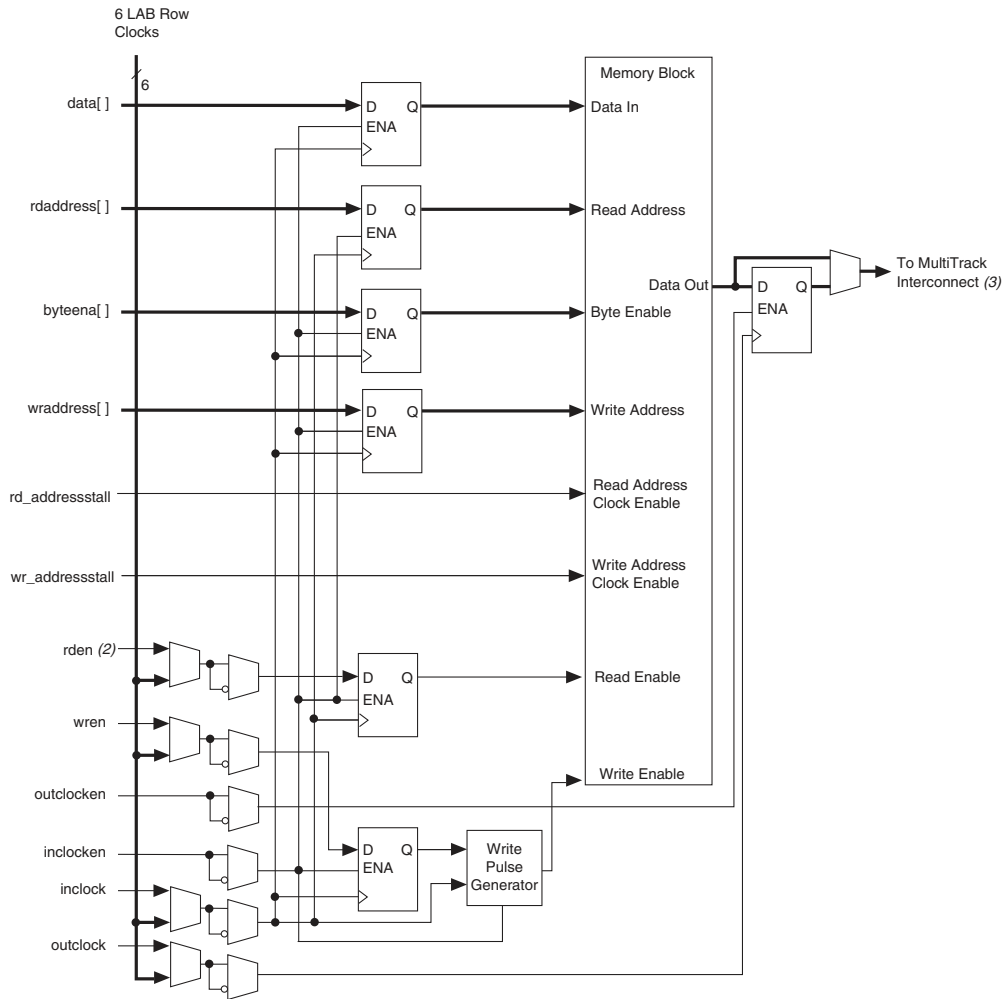 6 LAB Row
Clocks
6
Memory Block
data[ ]
D Q
ENA
Data In
rdaddress[ ]
D Q
ENA
Read Address
To MultiTrack
Interconnect (3)
Data Out
D Q
ENA
byteena[ ]
D Q
ENA
Byte Enable
wraddress[ ]
D Q
ENA
Write Address
rd_addressstall
Read Address
Clock Enable
wr_addressstall
Write Address
Clock Enable
rden (2)
D Q
ENA
Read Enable
wren
Write Enable
outclocken
inclocken
D Q
ENA
Write
Pulse
Generator
inclock
outclock